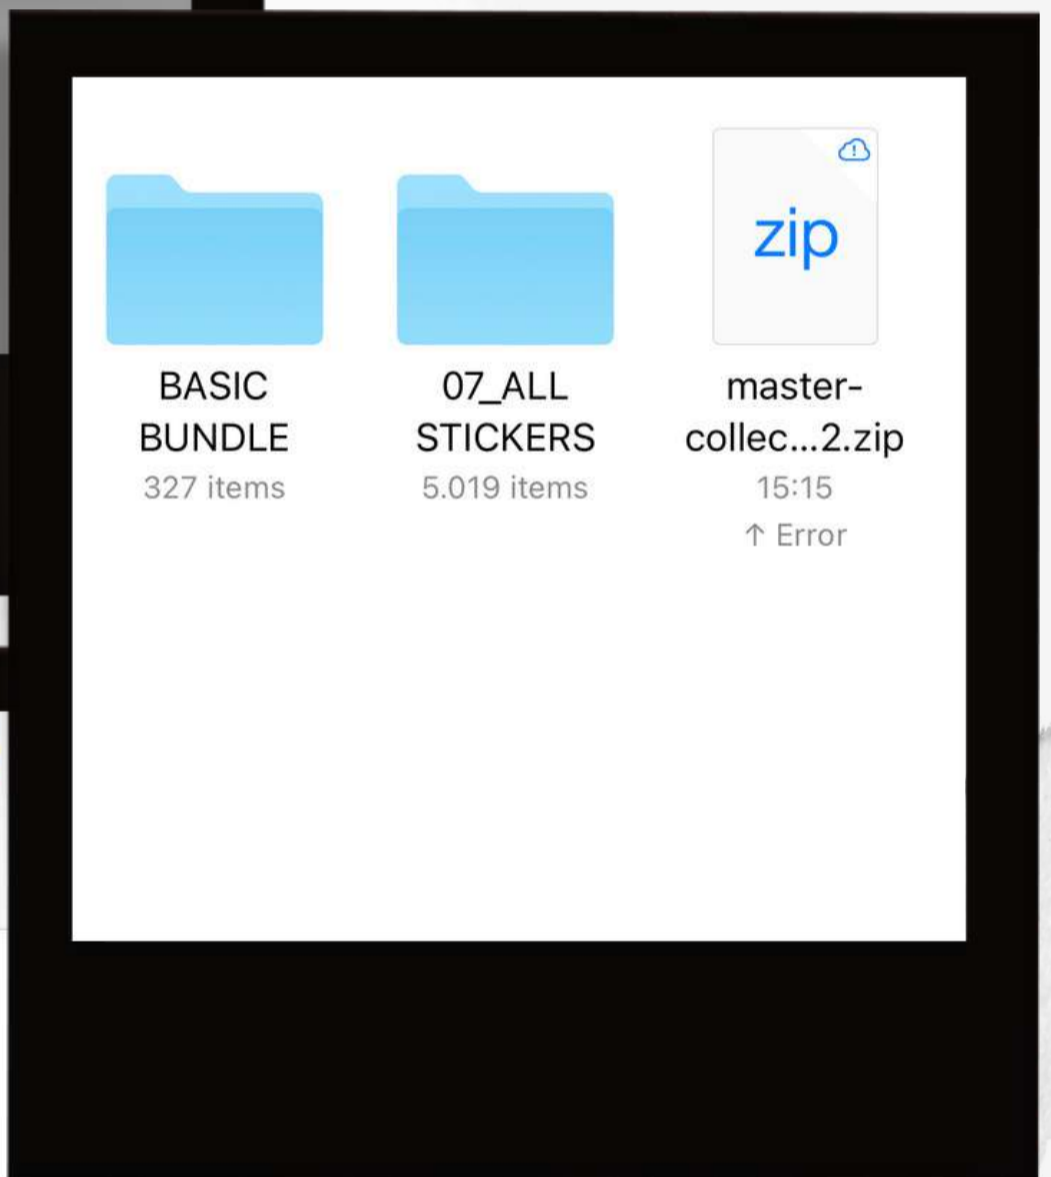 zip
BASIC
BUNDLE
327 items
07_ALL
STICKERS
5.019 items
master-
collec...2.zip
15:15
↑ Error